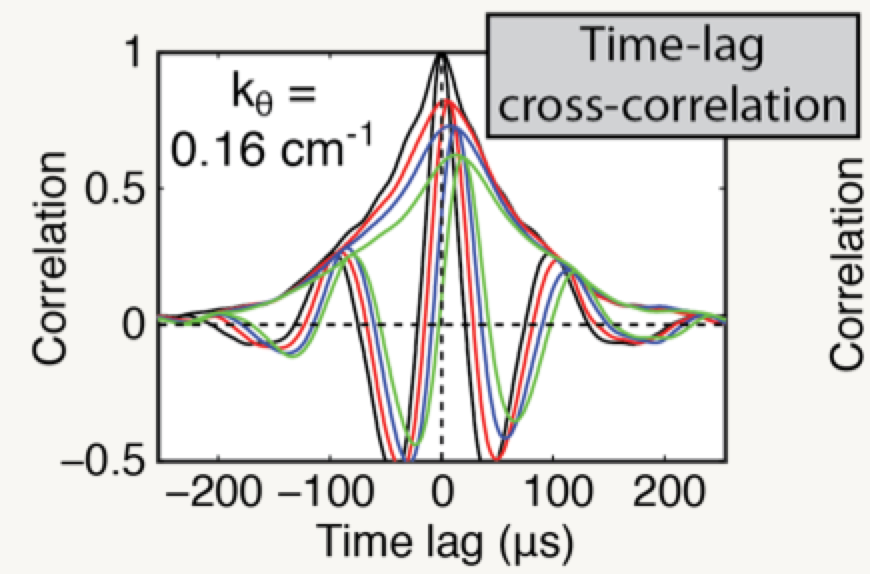 Time-lag
cross-correlation
k_θ =
0.16 cm⁻¹
Correlation
1
0.5
0
−0.5
−200 −100 0 100 200
Time lag (μs)
Correlation